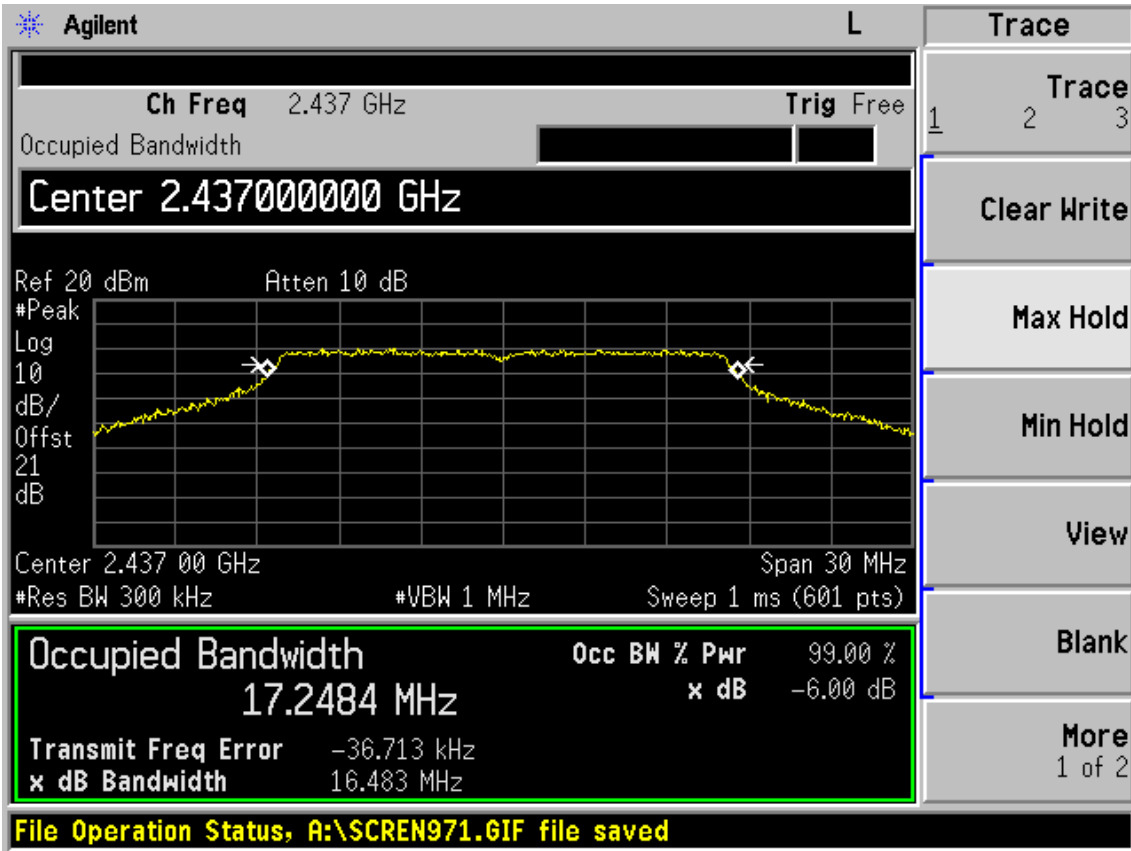 Agilent L Trace
Ch Freq 2.437 GHz Trig Free
Occupied Bandwidth
Center 2.437000000 GHz
Ref 20 dBm Atten 10 dB
#Peak
Log
10
dB/
Offst
21
dB
Center 2.437 00 GHz Span 30 MHz
#Res BW 300 kHz #VBW 1 MHz Sweep 1 ms (601 pts)
Occupied Bandwidth
17.2484 MHz
Occ BW % Pwr 99.00 %
x dB -6.00 dB
Transmit Freq Error -36.713 kHz
x dB Bandwidth 16.483 MHz
Trace
1 2 3
Clear Write
Max Hold
Min Hold
View
Blank
More
1 of 2
File Operation Status, A:\SCREN971.GIF file saved